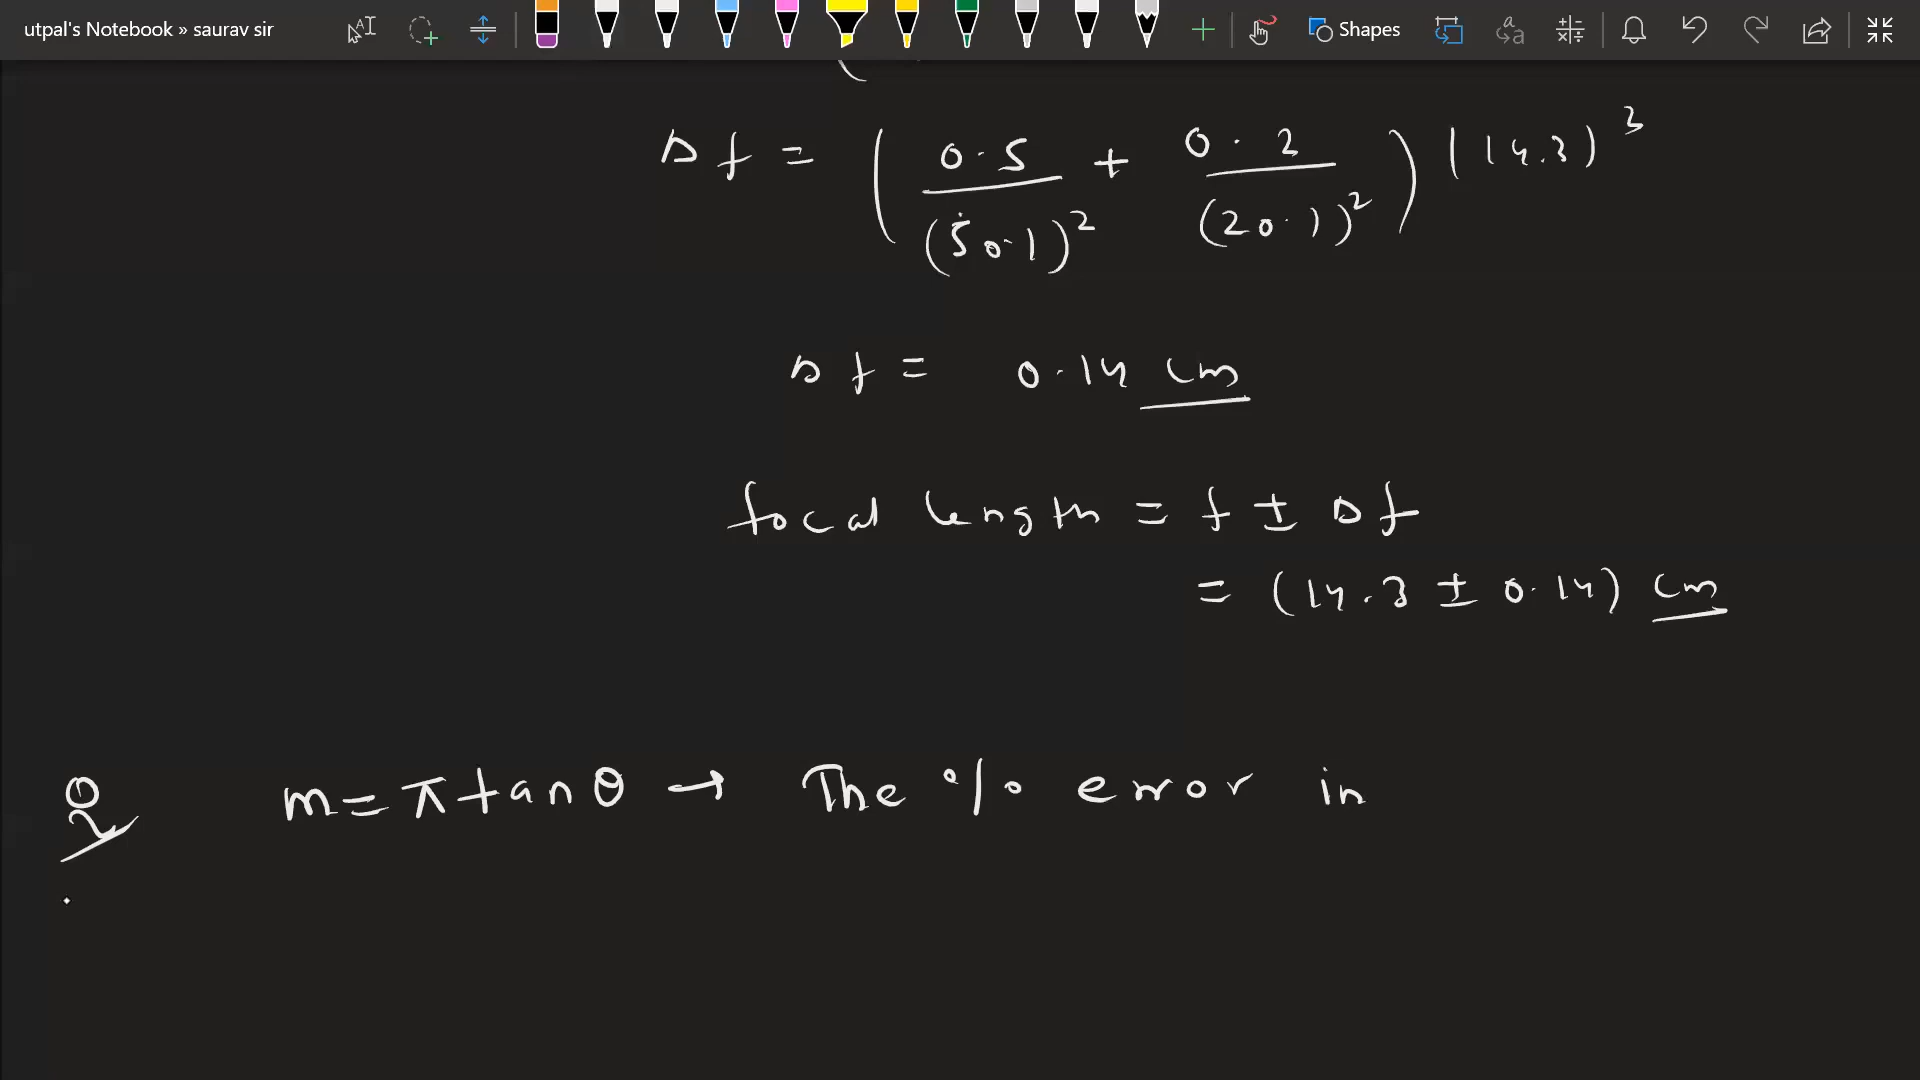 utpal's Notebook » saurav sir
Shapes
Δf = (0.5/(50.1)² + 0.2/(20.1)²) (14.3)³
Δf = 0.14 cm
focal length = f ± Δf
= (14.3 ± 0.14) cm
Q m = π tan θ → The % error in